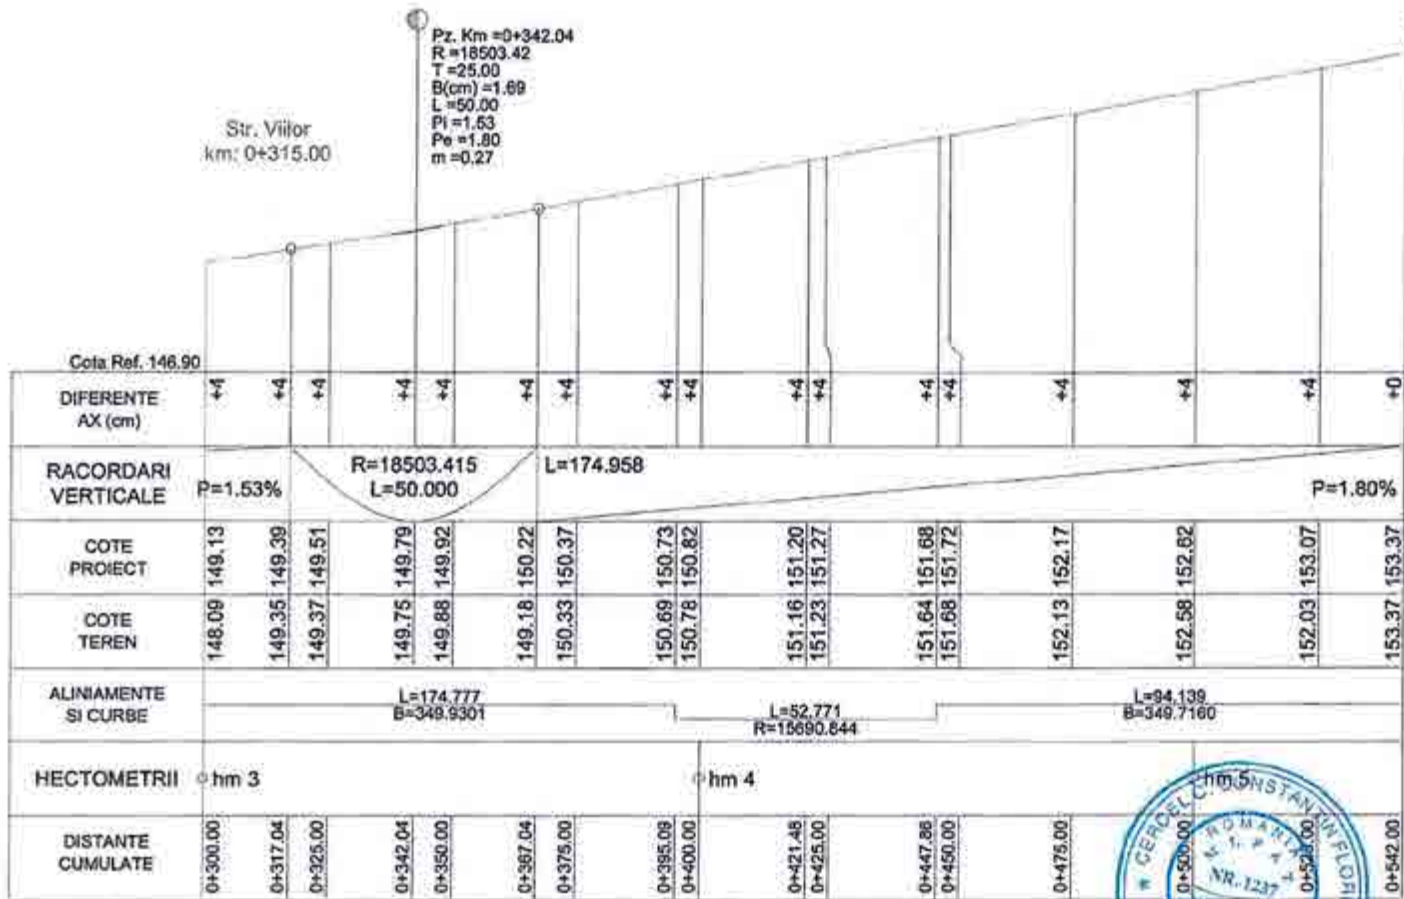 Pz. Km =0+342.04
R =18503.42
T =25.00
B(cm) =1.69
L =50.00
Pi =1.53
Pe =1.80
m =0.27
Str. Viilor
km: 0+315.00
Cota Ref. 146.90
DIFERENTE
AX (cm)
+4 +4 +4 +4 +4 +4 +4 +4 +4 +4 +4 +4 +4 +4 +4 +4 +0
RACORDARI
VERTICALE
P=1.53%
R=18503.415
L=50.000
L=174.958
P=1.80%
COTE
PROIECT
149.13 149.39 149.51 149.79 149.92 150.22 150.37 150.73 150.82 151.20 151.27 151.68 151.72 152.17 152.62 153.07 153.37
COTE
TEREN
148.09 149.35 149.37 149.75 149.88 149.18 150.33 150.69 150.78 151.16 151.23 151.64 151.68 152.13 152.58 152.03 153.37
ALINIAMENTE
SI CURBE
L=174.777
B=349.9301
L=52.771
R=15690.844
L=94.139
B=349.7160
HECTOMETRII
hm 3
hm 4
hm 5
DISTANTE
CUMULATE
0+300.00 0+317.04 0+325.00 0+342.04 0+350.00 0+367.04 0+375.00 0+395.09 0+400.00 0+421.46 0+425.00 0+447.86 0+450.00 0+475.00 0+500.00 0+525.00 0+542.00
CERCEL C. CONSTANTIN FLORI
ROMANIA
NR. 1237